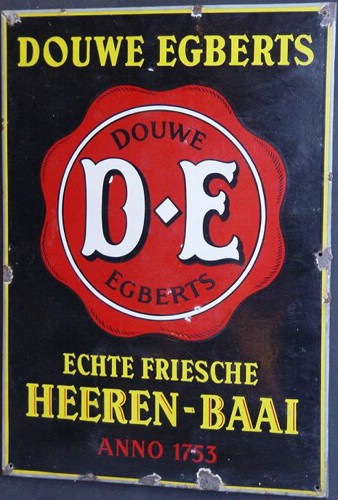 DOUWE EGBERTS
DOUWE
D◆E
EGBERTS
ECHTE FRIESCHE
HEEREN-BAAI
ANNO 1753